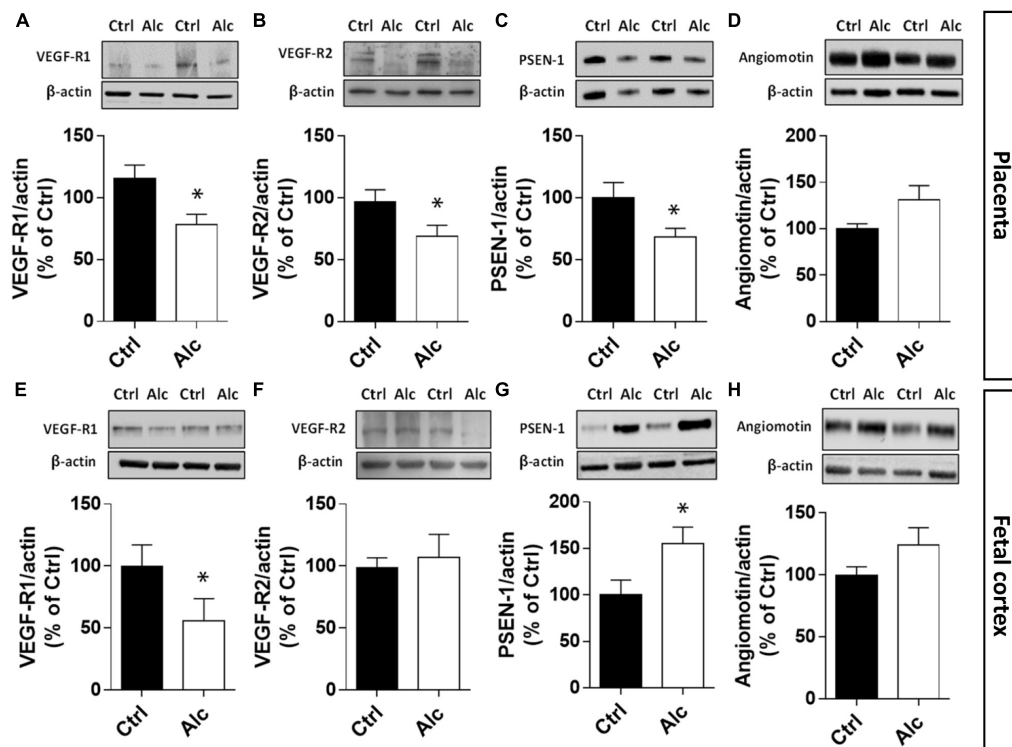 A
Ctrl Alc Ctrl Alc
VEGF-R1
β-actin
150
100
50
0
VEGF-R1/actin
(% of Ctrl)
*
Ctrl
Alc
B
Ctrl Alc Ctrl Alc
VEGF-R2
β-actin
150
100
50
0
VEGF-R2/actin
(% of Ctrl)
*
Ctrl
Alc
C
Ctrl Alc Ctrl Alc
PSEN-1
β-actin
150
100
50
0
PSEN-1/actin
(% of Ctrl)
*
Ctrl
Alc
D
Ctrl Alc Ctrl Alc
Angiomotin
β-actin
200
150
100
50
0
Angiomotin/actin
(% of Ctrl)
Ctrl
Alc
Placenta
E
Ctrl Alc Ctrl Alc
VEGF-R1
β-actin
150
100
50
0
VEGF-R1/actin
(% of Ctrl)
*
Ctrl
Alc
F
Ctrl Alc Ctrl Alc
VEGF-R2
β-actin
150
100
50
0
VEGF-R2/actin
(% of Ctrl)
Ctrl
Alc
G
Ctrl Alc Ctrl Alc
PSEN-1
β-actin
200
150
100
50
0
PSEN-1/actin
(% of Ctrl)
*
Ctrl
Alc
H
Ctrl Alc Ctrl Alc
Angiomotin
β-actin
150
100
50
0
Angiomotin/actin
(% of Ctrl)
Ctrl
Alc
Fetal cortex